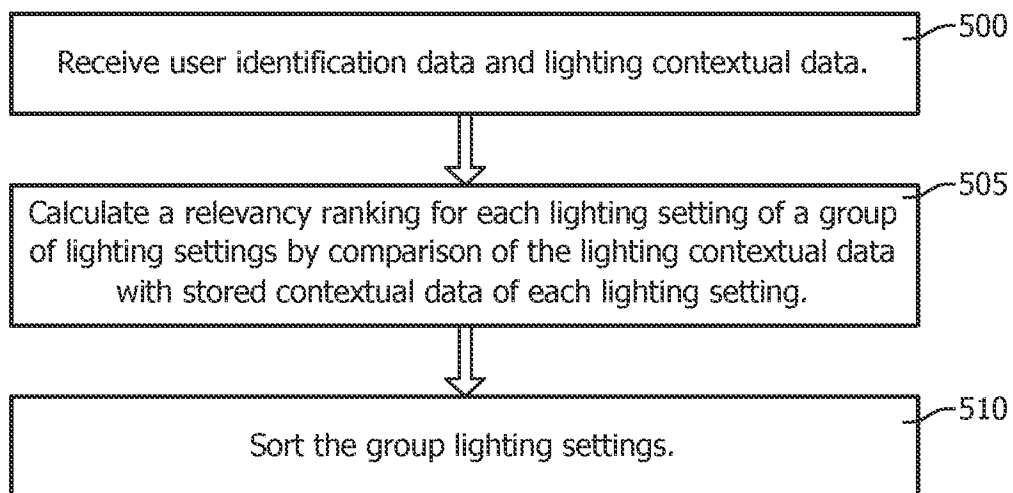 500
Receive user identification data and lighting contextual data.
505
Calculate a relevancy ranking for each lighting setting of a group
of lighting settings by comparison of the lighting contextual data
with stored contextual data of each lighting setting.
510
Sort the group lighting settings.